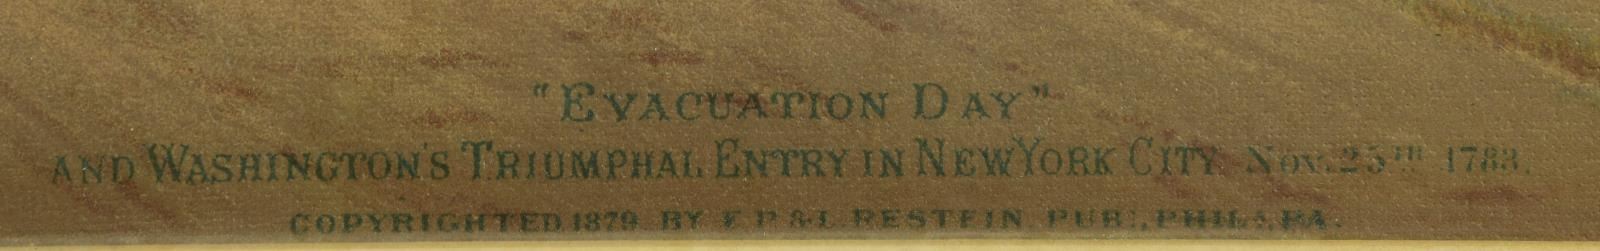 "EVACUATION DAY"
AND WASHINGTON'S TRIUMPHAL ENTRY IN NEW YORK CITY Nov. 25TH 1783.
COPYRIGHTED 1879 BY E.P.&L. RESTEIN PUBL, PHILA. PA.